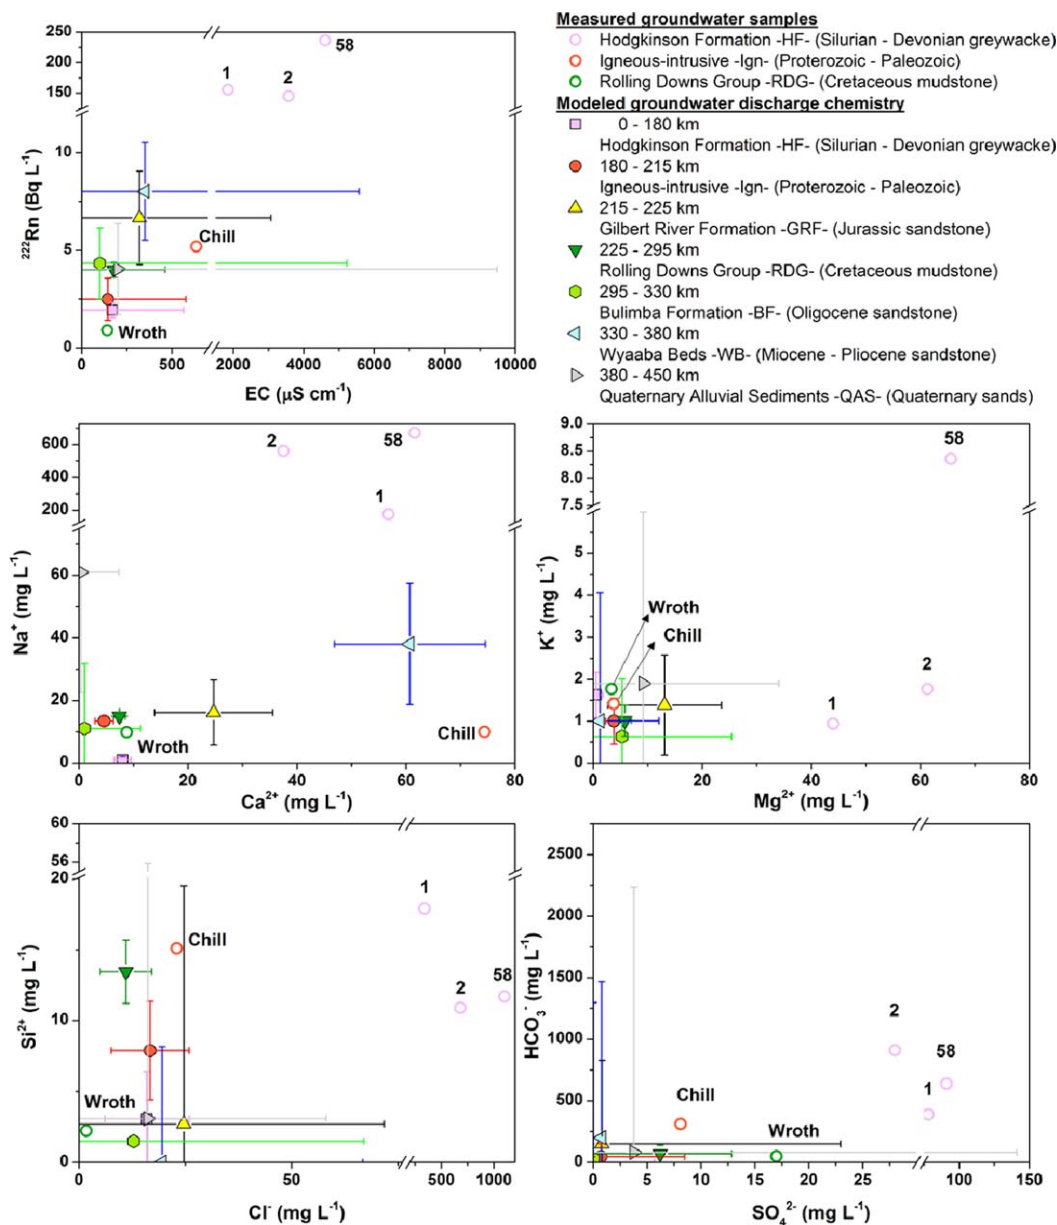 250
200
150
100
10
5
0
²²²Rn (Bq L⁻¹)
58
1
2
Chill
Wroth
0 500 2000 4000 6000 8000 10000
EC (µS cm⁻¹)
Measured groundwater samples
Hodgkinson Formation -HF- (Silurian - Devonian greywacke)
Igneous-intrusive -Ign- (Proterozoic - Paleozoic)
Rolling Downs Group -RDG- (Cretaceous mudstone)
Modeled groundwater discharge chemistry
0 - 180 km
Hodgkinson Formation -HF- (Silurian - Devonian greywacke)
180 - 215 km
Igneous-intrusive -Ign- (Proterozoic - Paleozoic)
215 - 225 km
Gilbert River Formation -GRF- (Jurassic sandstone)
225 - 295 km
Rolling Downs Group -RDG- (Cretaceous mudstone)
295 - 330 km
Bulimba Formation -BF- (Oligocene sandstone)
330 - 380 km
Wyaaba Beds -WB- (Miocene - Pliocene sandstone)
380 - 450 km
Quaternary Alluvial Sediments -QAS- (Quaternary sands)
600
400
200
60
40
20
0
Na⁺ (mg L⁻¹)
2
58
1
Wroth
Chill
0 20 40 60 80
Ca²⁺ (mg L⁻¹)
9.0
8.5
8.0
7.5
5
4
3
2
1
0
K⁺ (mg L⁻¹)
58
Wroth
Chill
2
1
0 20 40 60 80
Mg²⁺ (mg L⁻¹)
60
56
20
10
0
Si²⁺ (mg L⁻¹)
1
Chill
2
58
Wroth
0 50 500 1000
Cl⁻ (mg L⁻¹)
2500
2000
1500
1000
500
0
HCO₃⁻ (mg L⁻¹)
2
58
1
Chill
Wroth
0 5 10 15 20 25 30 100 150
SO₄²⁻ (mg L⁻¹)